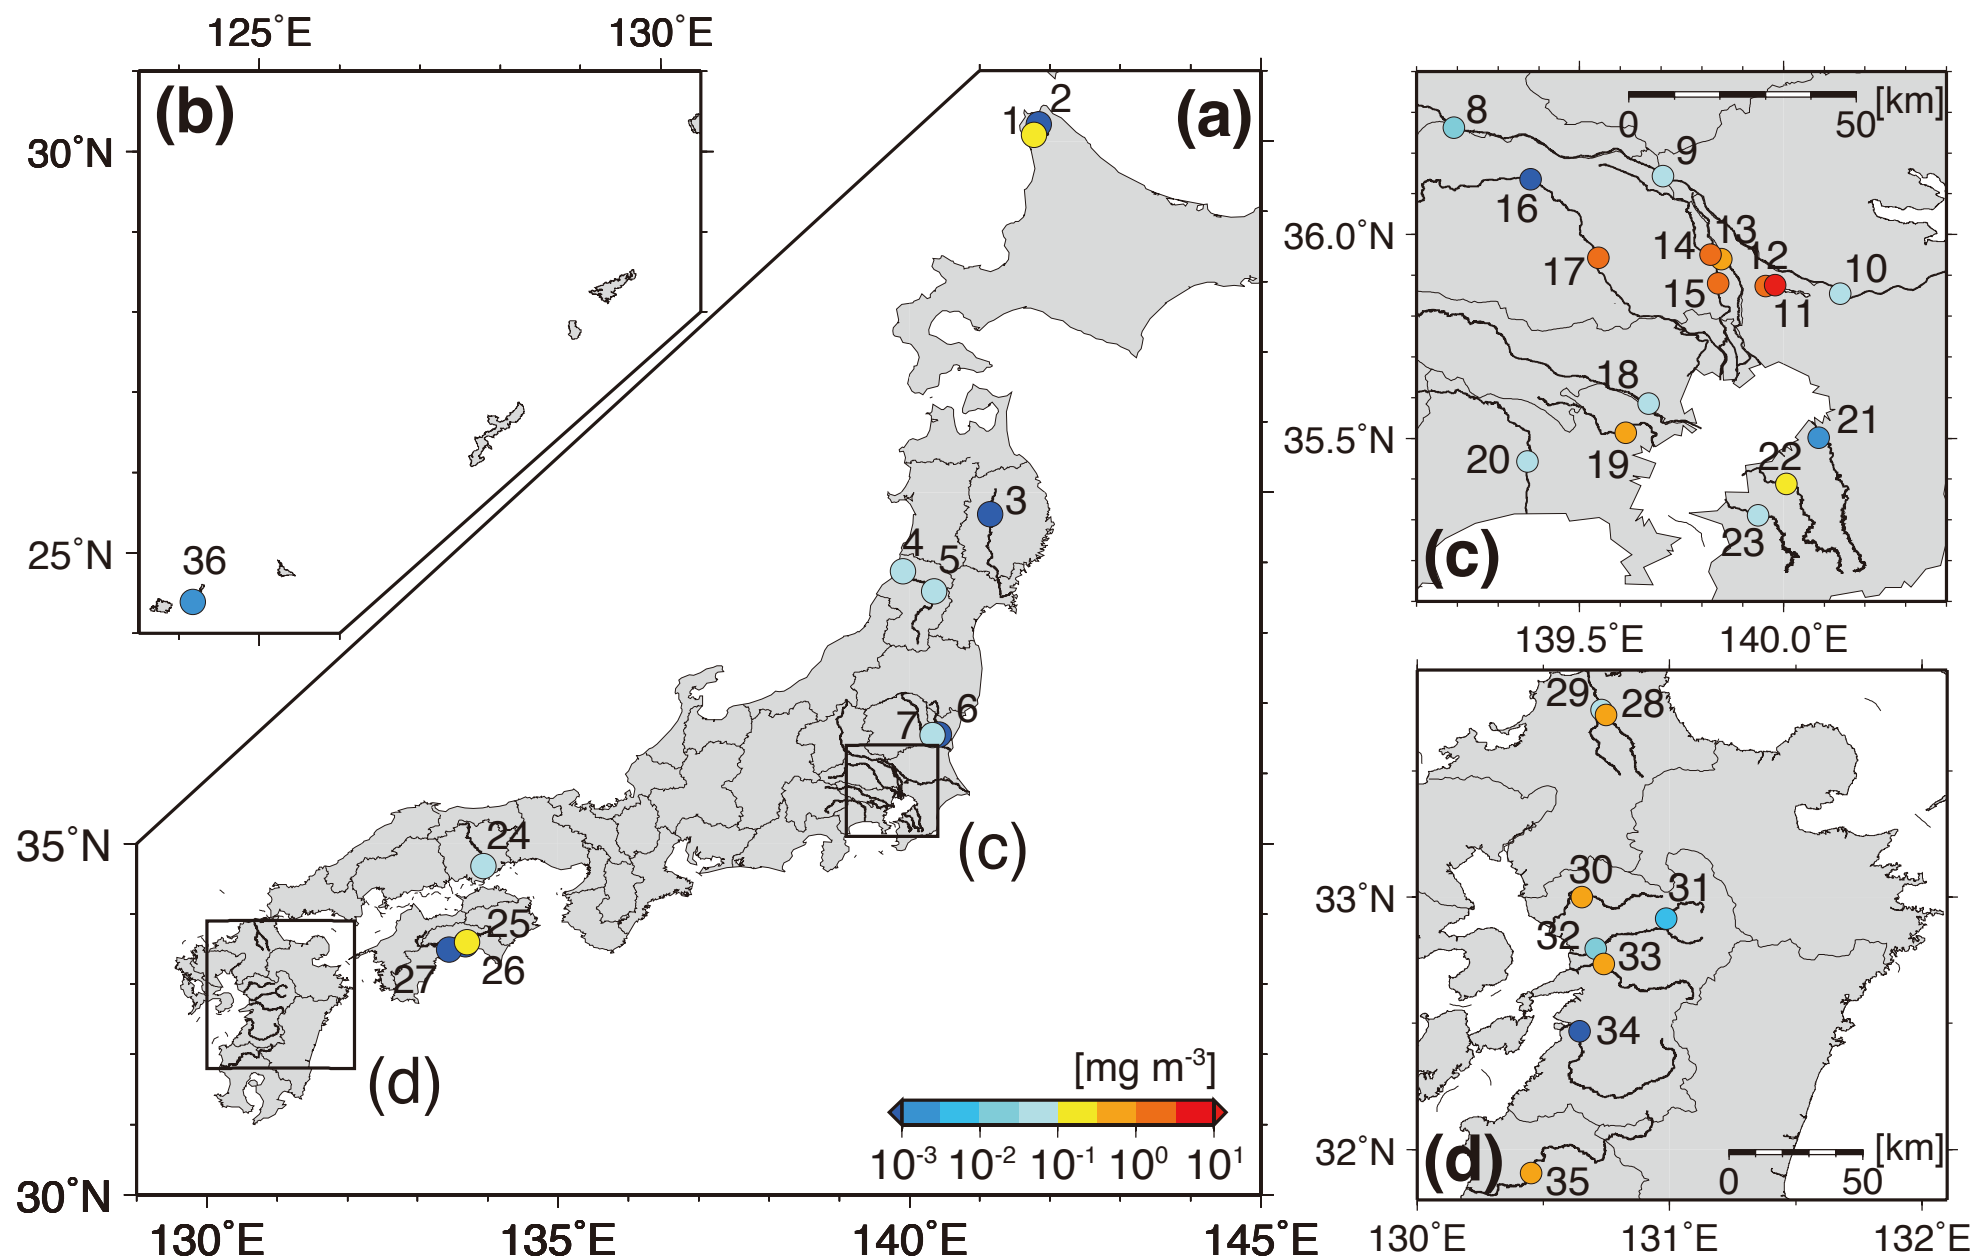 125˚E
130˚E
(b)
30˚N
25˚N
36
(a)
1
2
3
4
5
6
7
(c)
24
25
26
27
(d)
[mg m-3]
10-3 10-2 10-1 100 101
35˚N
30˚N
130˚E
135˚E
140˚E
145˚E
8
[km]
0
50
9
16
36.0˚N
14
13
12
10
17
15
11
18
35.5˚N
21
20
19
22
23
(c)
139.5˚E
140.0˚E
29
28
33˚N
30
31
32
33
34
32˚N
(d)
[km]
35
0
50
130˚E
131˚E
132˚E